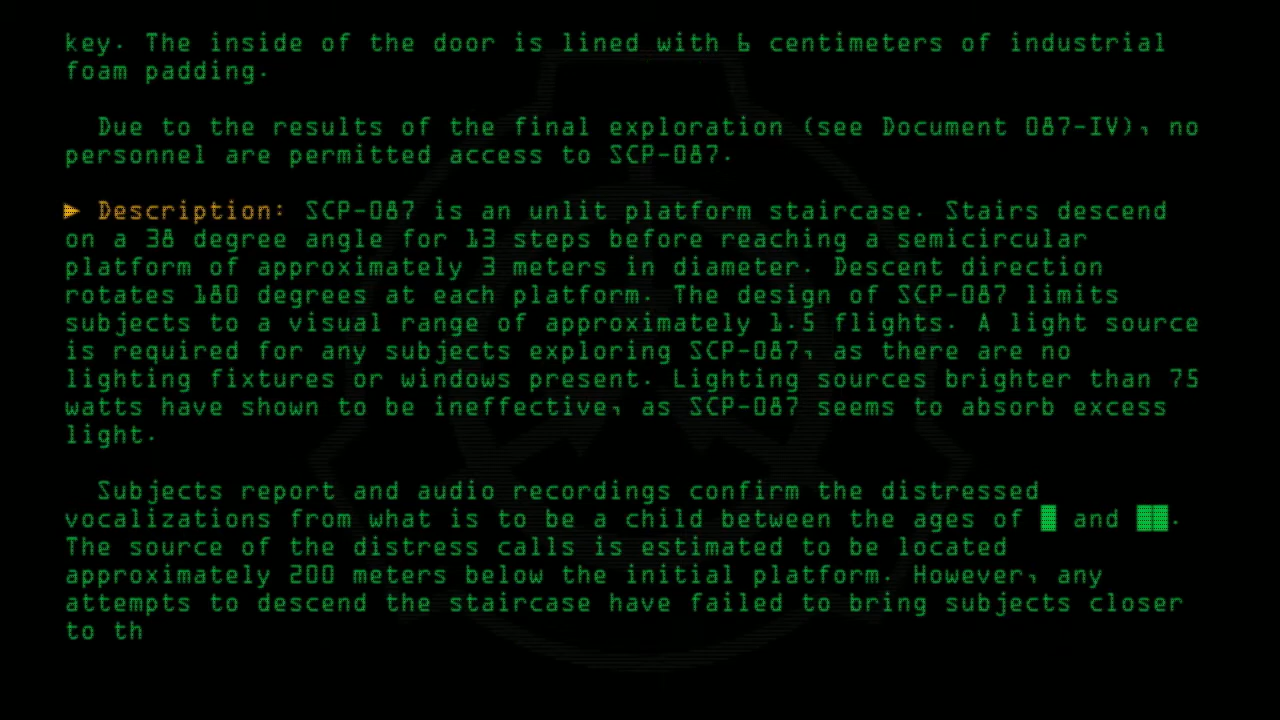 key. The inside of the door is lined with 6 centimeters of industrial
foam padding.
Due to the results of the final exploration (see Document 087-IV), no
personnel are permitted access to SCP-087.
► Description: SCP-087 is an unlit platform staircase. Stairs descend
on a 38 degree angle for 13 steps before reaching a semicircular
platform of approximately 3 meters in diameter. Descent direction
rotates 180 degrees at each platform. The design of SCP-087 limits
subjects to a visual range of approximately 1.5 flights. A light source
is required for any subjects exploring SCP-087, as there are no
lighting fixtures or windows present. Lighting sources brighter than 75
watts have shown to be ineffective, as SCP-087 seems to absorb excess
light.
Subjects report and audio recordings confirm the distressed
vocalizations from what is to be a child between the ages of █ and ██.
The source of the distress calls is estimated to be located
approximately 200 meters below the initial platform. However, any
attempts to descend the staircase have failed to bring subjects closer
to th